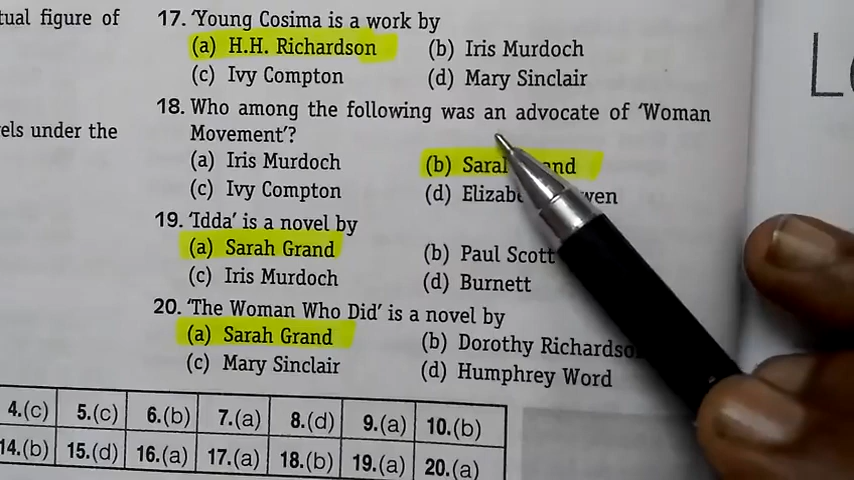 tual figure of
els under the
17. 'Young Cosima is a work by
(a) H.H. Richardson (b) Iris Murdoch
(c) Ivy Compton (d) Mary Sinclair
18. Who among the following was an advocate of 'Woman
Movement'?
(a) Iris Murdoch (b)
(c) Ivy Compton (d)
19. 'Idda' is a novel by
(a) Sarah Grand (b) Paul Scott
(c) Iris Murdoch (d) Burnett
20. 'The Woman Who Did' is a novel by
(a) Sarah Grand (b) Dorothy
(c) Mary Sinclair (d) Humphrey Word
4.(c) 5.(c) 6.(b) 7.(a) 8.(d) 9.(a) 10.(b)
14.(b) 15.(d) 16.(a) 17.(a) 18.(b) 19.(a) 20.(a)